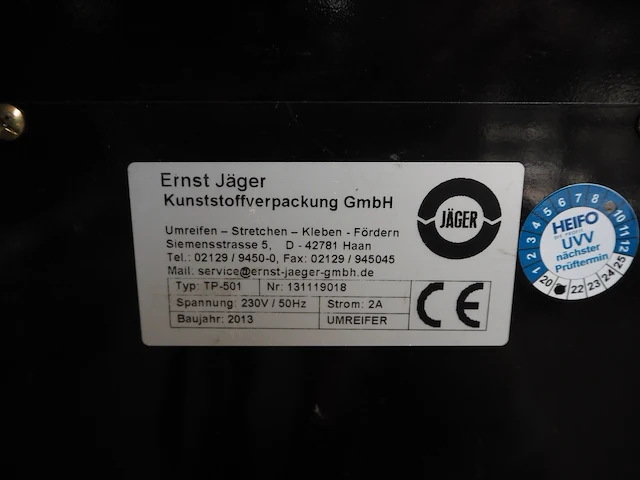 Ernst Jäger
Kunststoffverpackung GmbH
JÄGER
Umreifen – Stretchen – Kleben - Fördern
Siemensstrasse 5, D - 42781 Haan
Tel.: 02129 / 9450-0, Fax: 02129 / 945045
Mail: service@ernst-jaeger-gmbh.de
Typ: TP-501 Nr: 131119018
Spannung: 230V / 50Hz Strom: 2A
Baujahr: 2013 UMREIFER
CE
1 2 3 4 5 6 7 8 10 11 12
HEIFO
UVV
nächster
Prüftermin
20 22 23 24 25